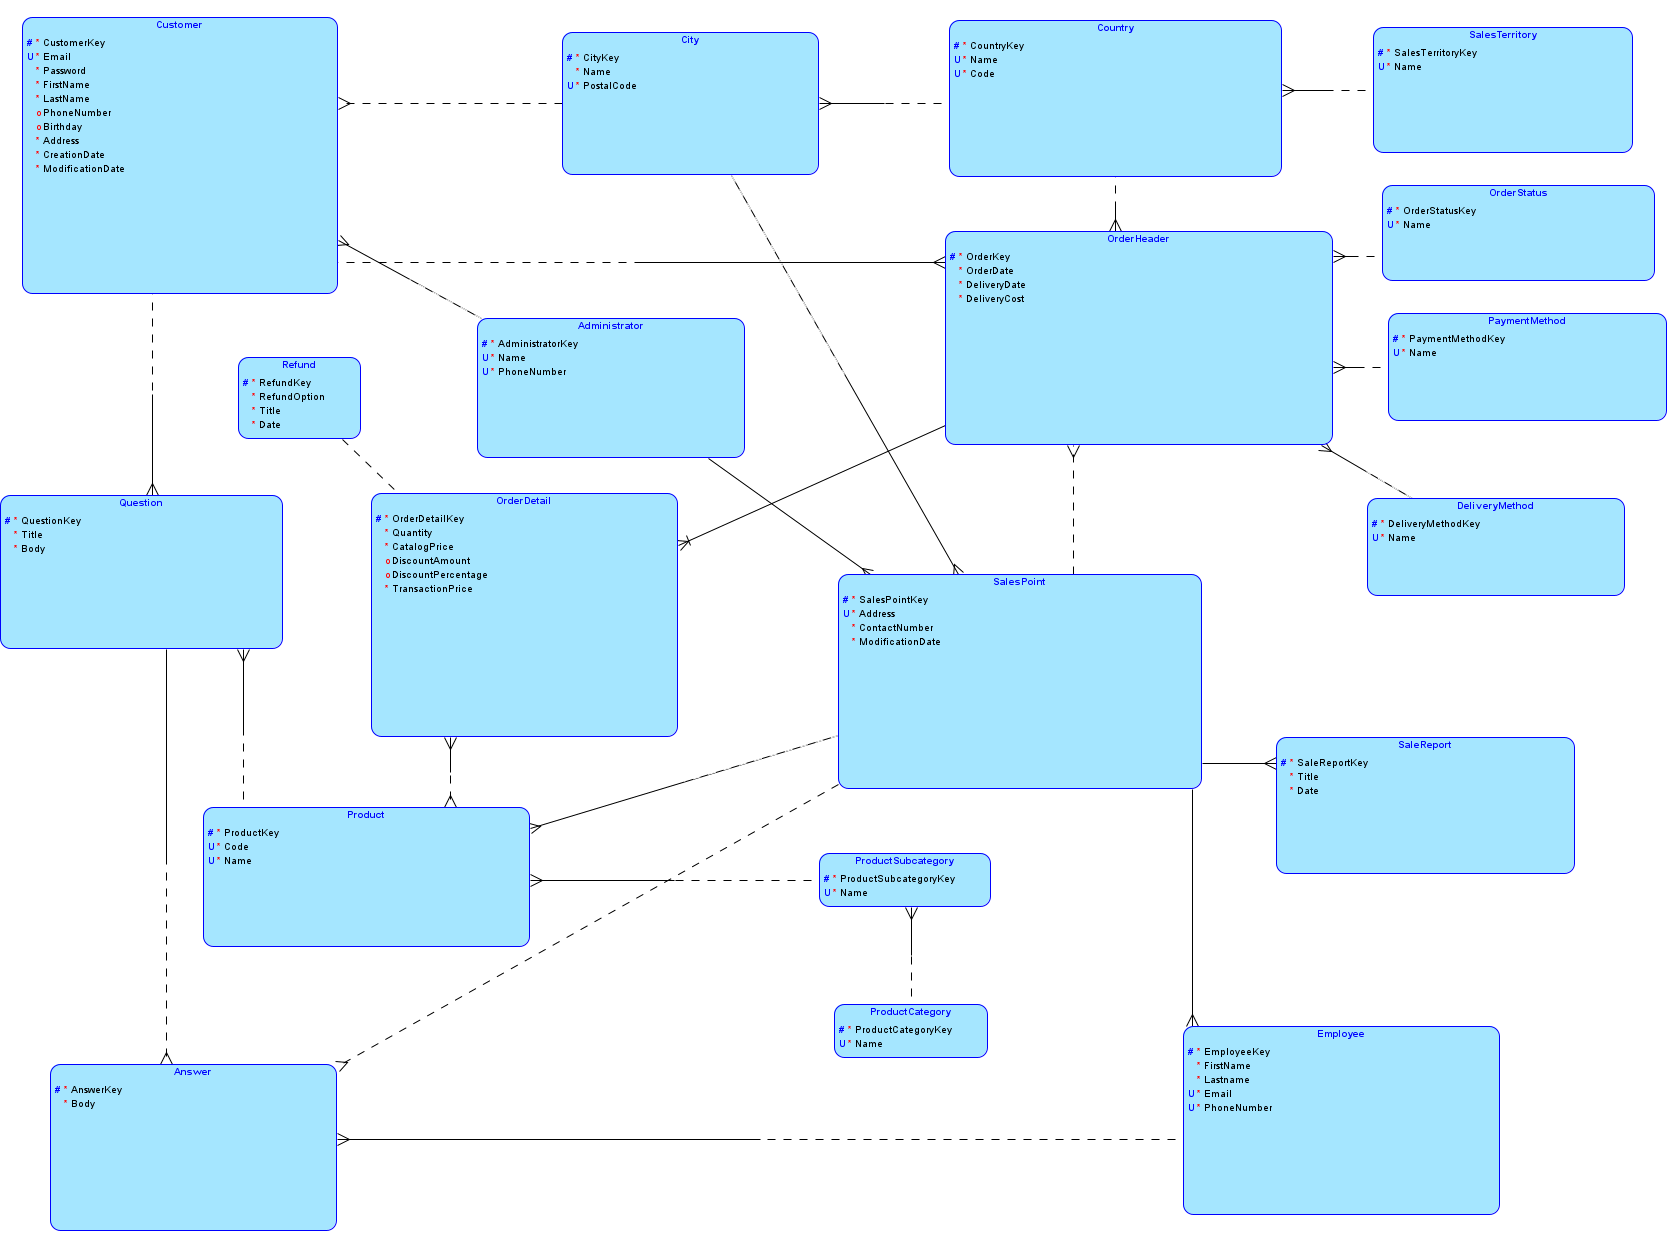 Customer
# * CustomerKey
U * Email
* Password
* FirstName
* LastName
o PhoneNumber
o Birthday
* Address
* CreationDate
* ModificationDate
City
# * CityKey
* Name
U * PostalCode
Country
# * CountryKey
U * Name
U * Code
SalesTerritory
# * SalesTerritoryKey
U * Name
OrderStatus
# * OrderStatusKey
U * Name
OrderHeader
# * OrderKey
* OrderDate
* DeliveryDate
* DeliveryCost
PaymentMethod
# * PaymentMethodKey
U * Name
Administrator
# * AdministratorKey
U * Name
U * PhoneNumber
Refund
# * RefundKey
* RefundOption
* Title
* Date
Question
# * QuestionKey
* Title
* Body
OrderDetail
# * OrderDetailKey
* Quantity
* CatalogPrice
o DiscountAmount
o DiscountPercentage
* TransactionPrice
DeliveryMethod
# * DeliveryMethodKey
U * Name
SalesPoint
# * SalesPointKey
U * Address
* ContactNumber
* ModificationDate
SaleReport
# * SaleReportKey
* Title
* Date
Product
# * ProductKey
U * Code
U * Name
ProductSubcategory
# * ProductSubcategoryKey
U * Name
ProductCategory
# * ProductCategoryKey
U * Name
Employee
# * EmployeeKey
* FirstName
* Lastname
U * Email
U * PhoneNumber
Answer
# * AnswerKey
* Body